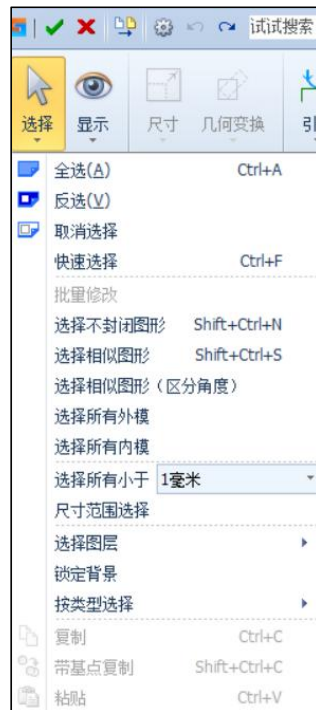 试试搜索
选择 显示 尺寸 几何变换 引
全选(A) Ctrl+A
反选(V)
取消选择
快速选择 Ctrl+F
批量修改
选择不封闭图形 Shift+Ctrl+N
选择相似图形 Shift+Ctrl+S
选择相似图形(区分角度)
选择所有外模
选择所有内模
选择所有小于 1毫米
尺寸范围选择
选择图层
锁定背景
按类型选择
复制 Ctrl+C
带基点复制 Shift+Ctrl+C
粘贴 Ctrl+V